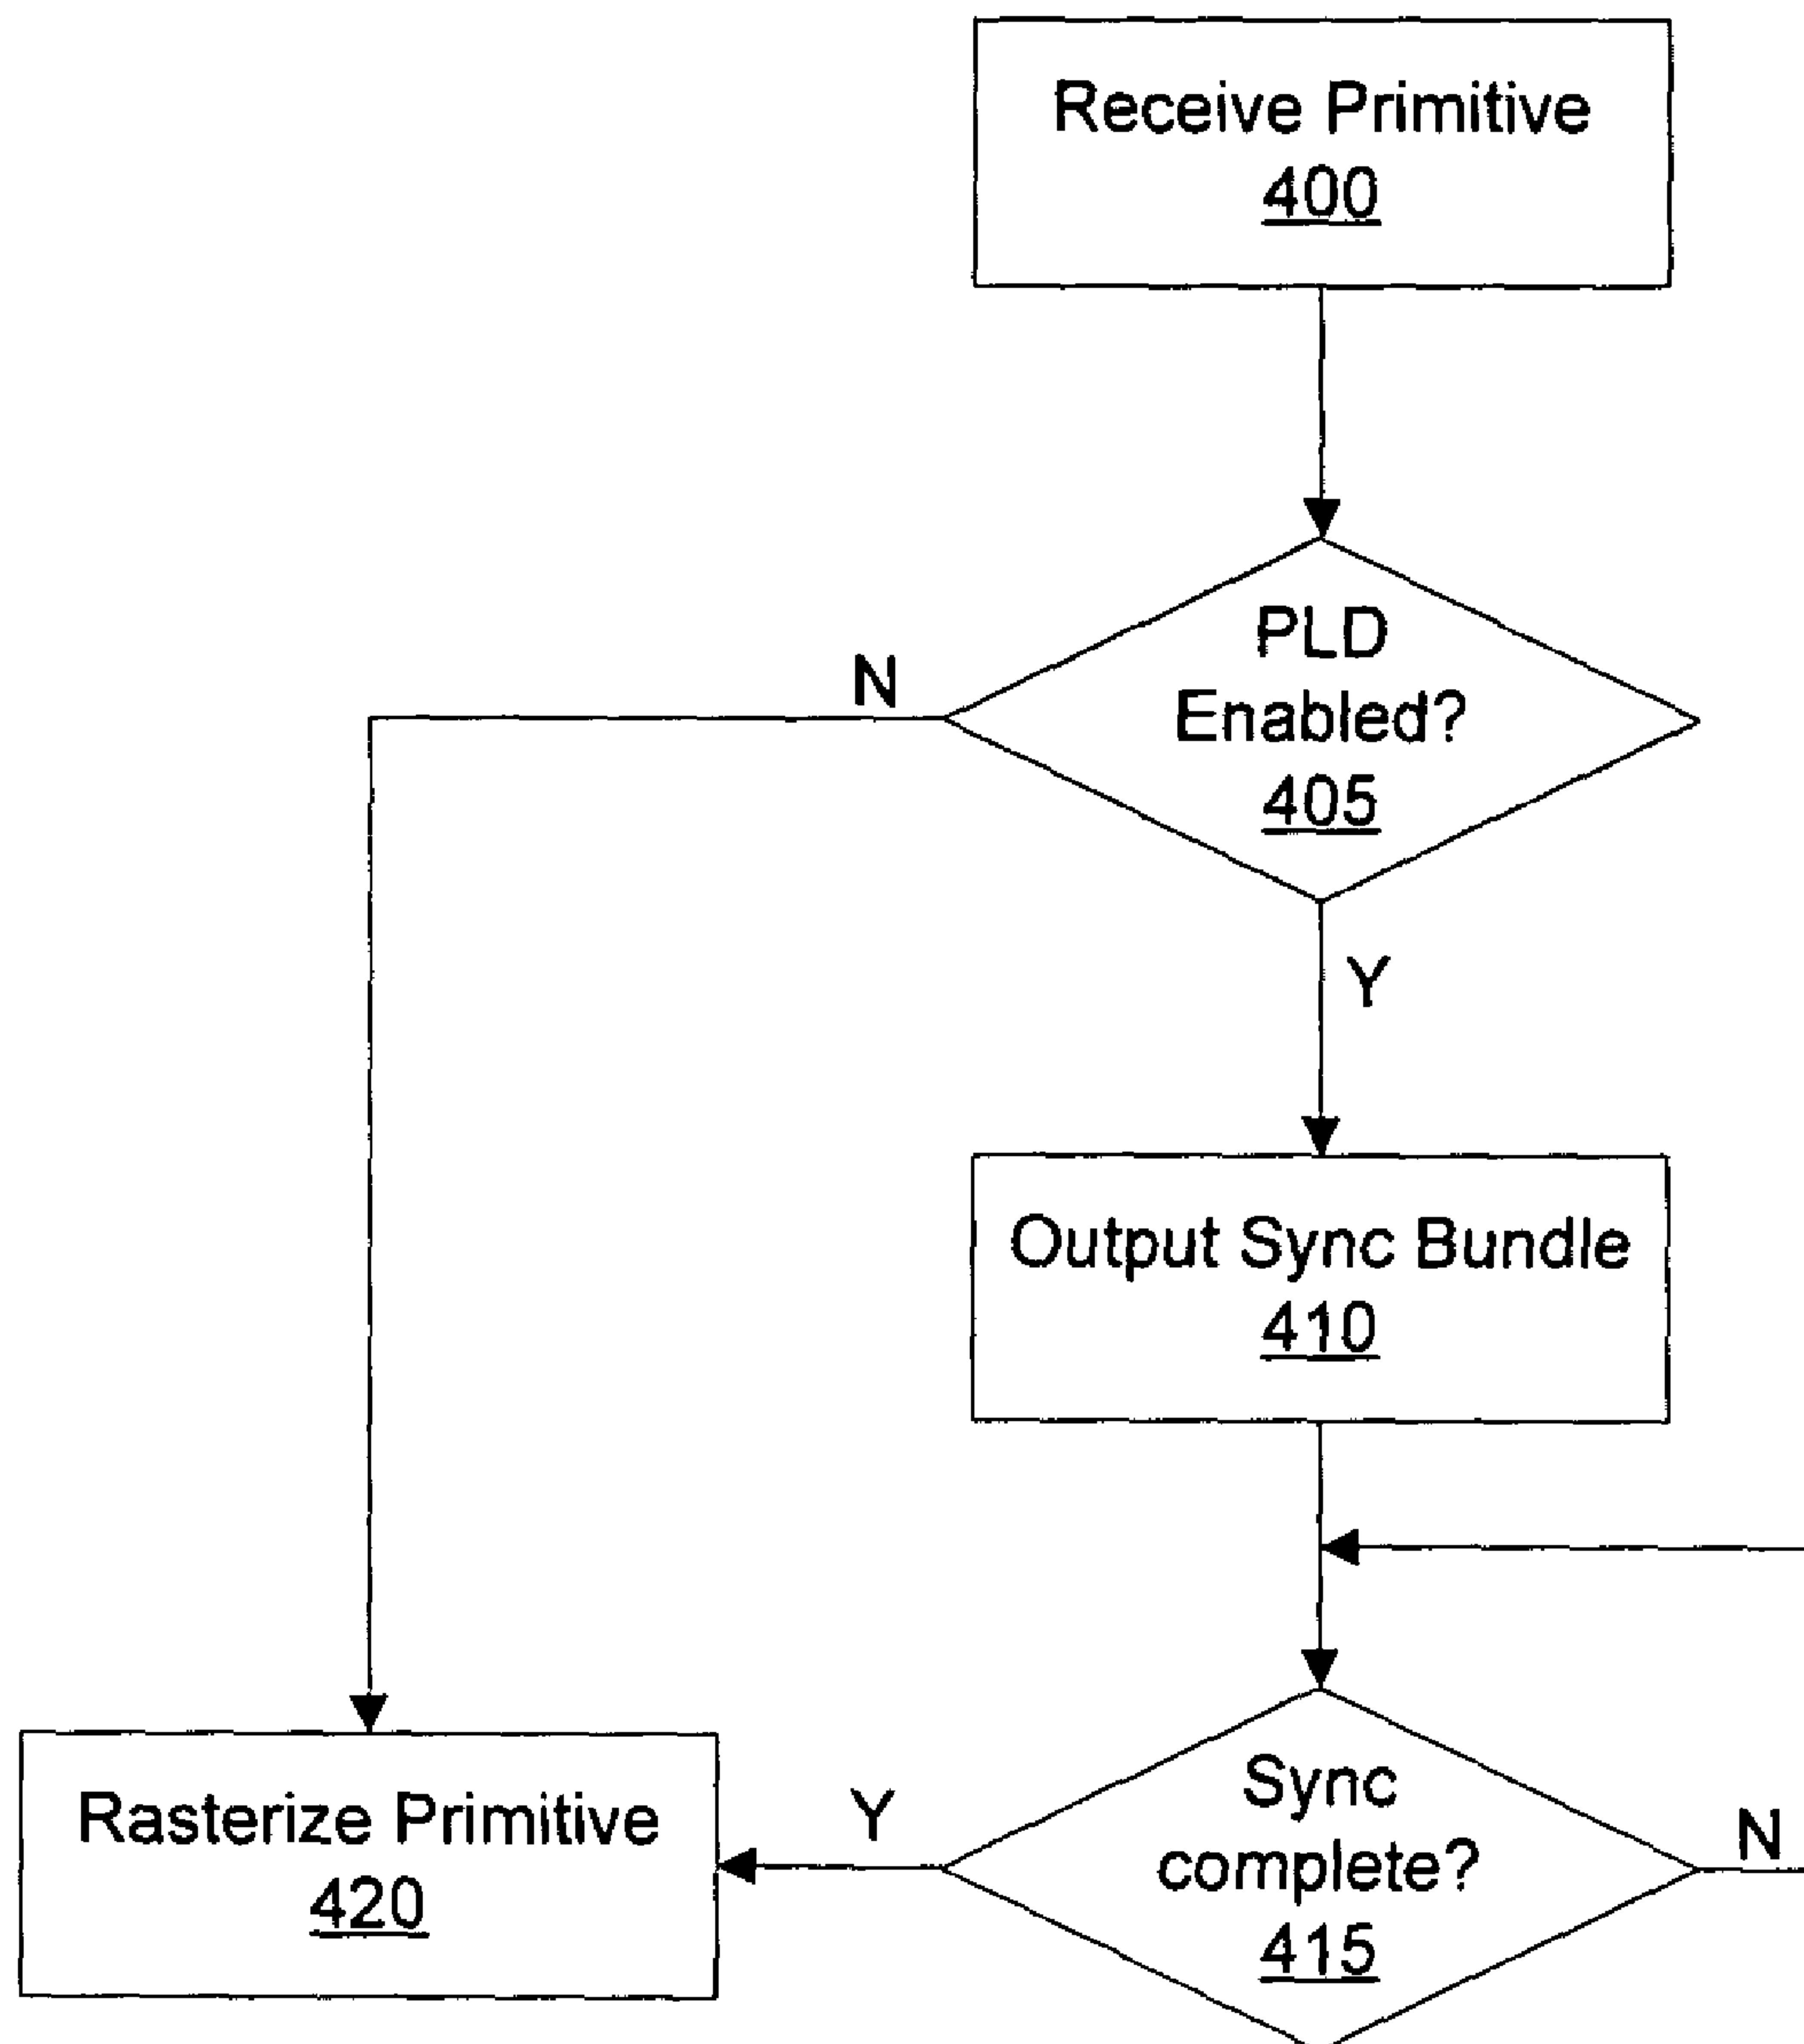 Receive Primitive
400
PLD
Enabled?
405
N
Y
Output Sync Bundle
410
Rasterize Primitive
420
Y
Sync
complete?
415
N